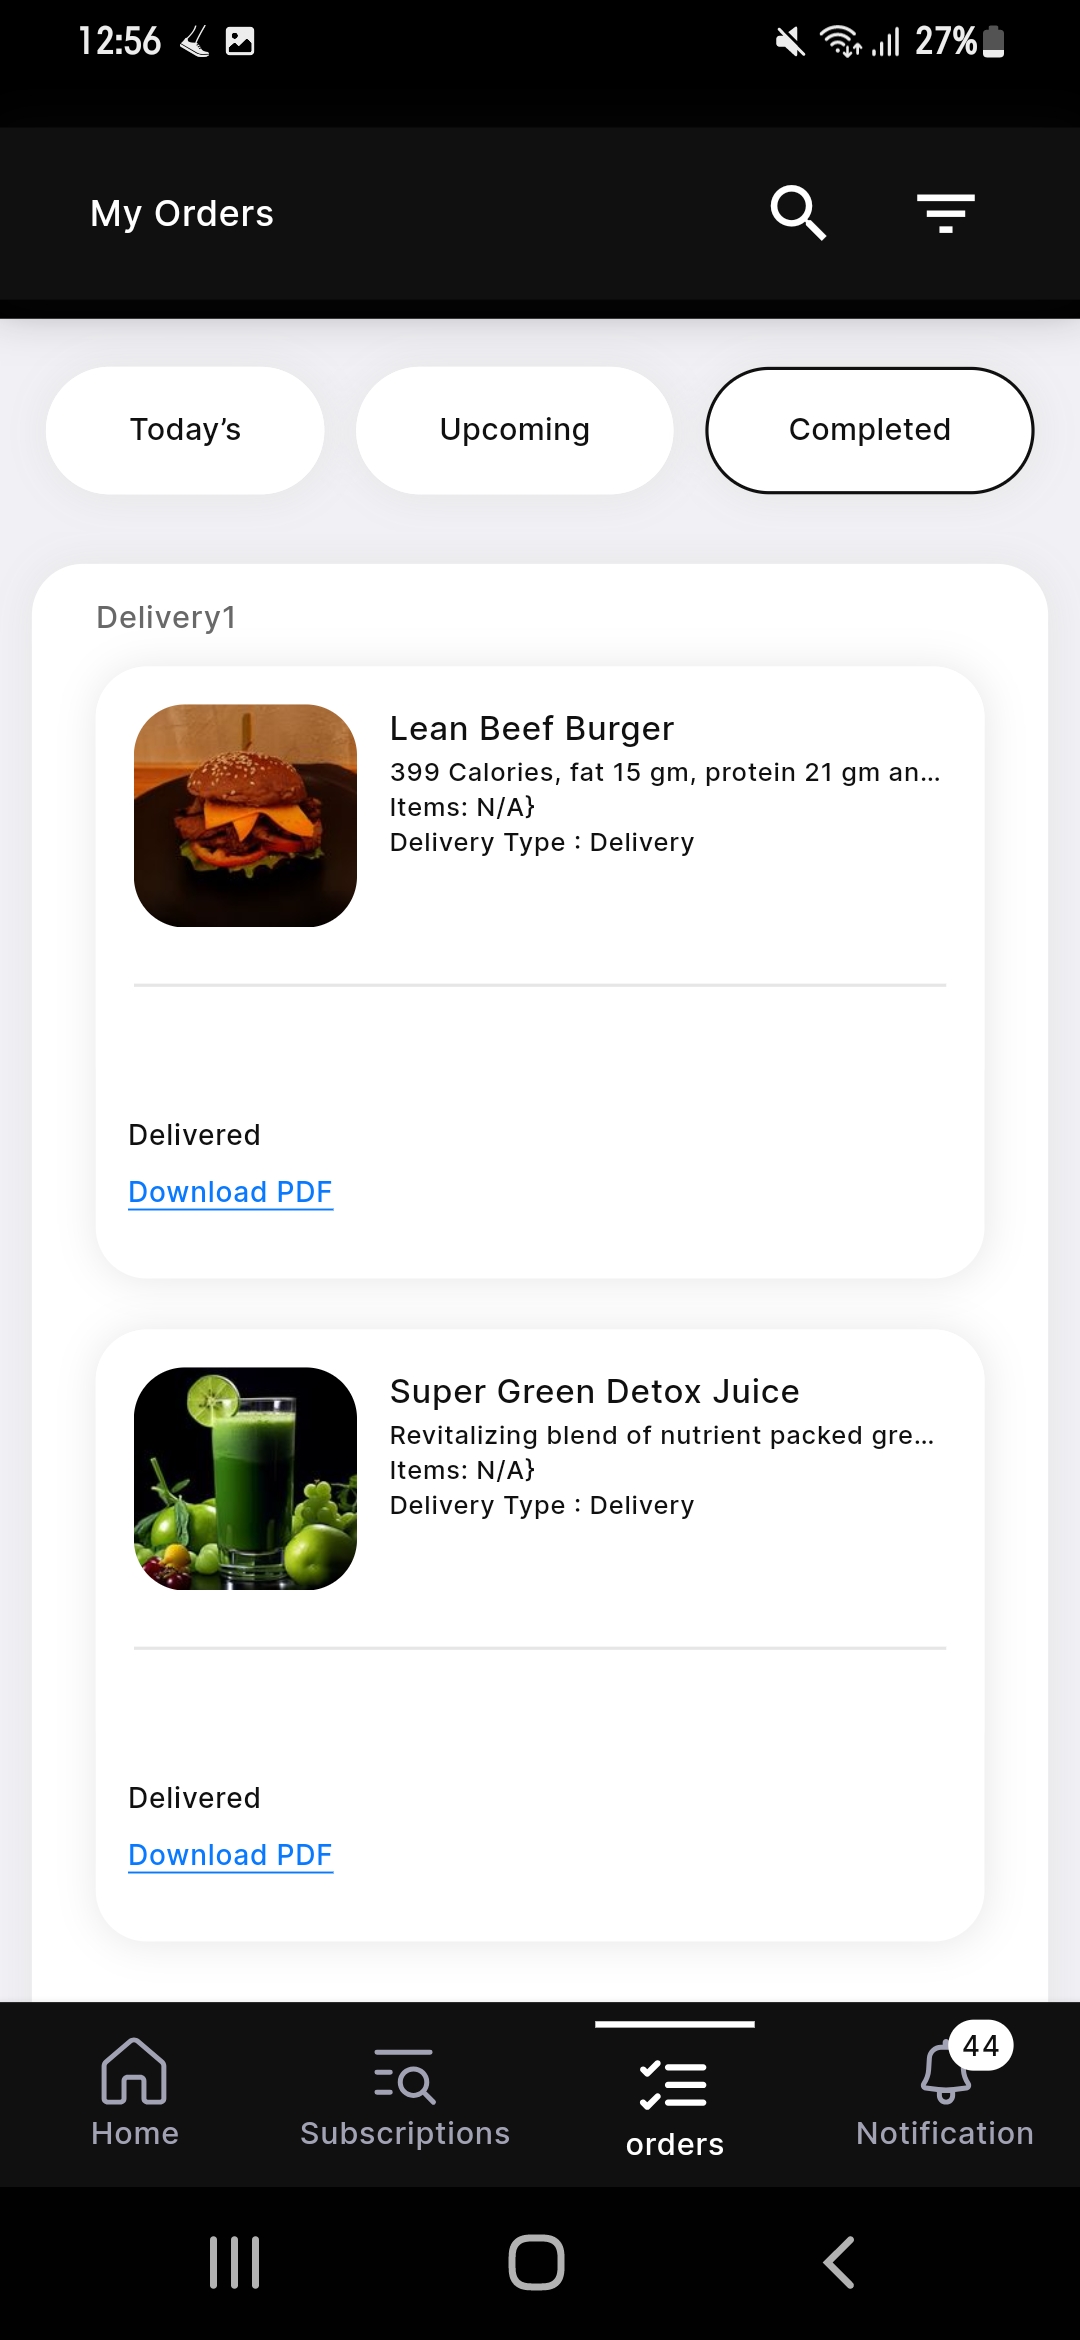 12:56
27%
My Orders
Today’s
Upcoming
Completed
Delivery1
Lean Beef Burger
399 Calories, fat 15 gm, protein 21 gm an...
Items: N/A}
Delivery Type : Delivery
Delivered
Download PDF
Super Green Detox Juice
Revitalizing blend of nutrient packed gre...
Items: N/A}
Delivery Type : Delivery
Delivered
Download PDF
44
Home
Subscriptions
orders
Notification